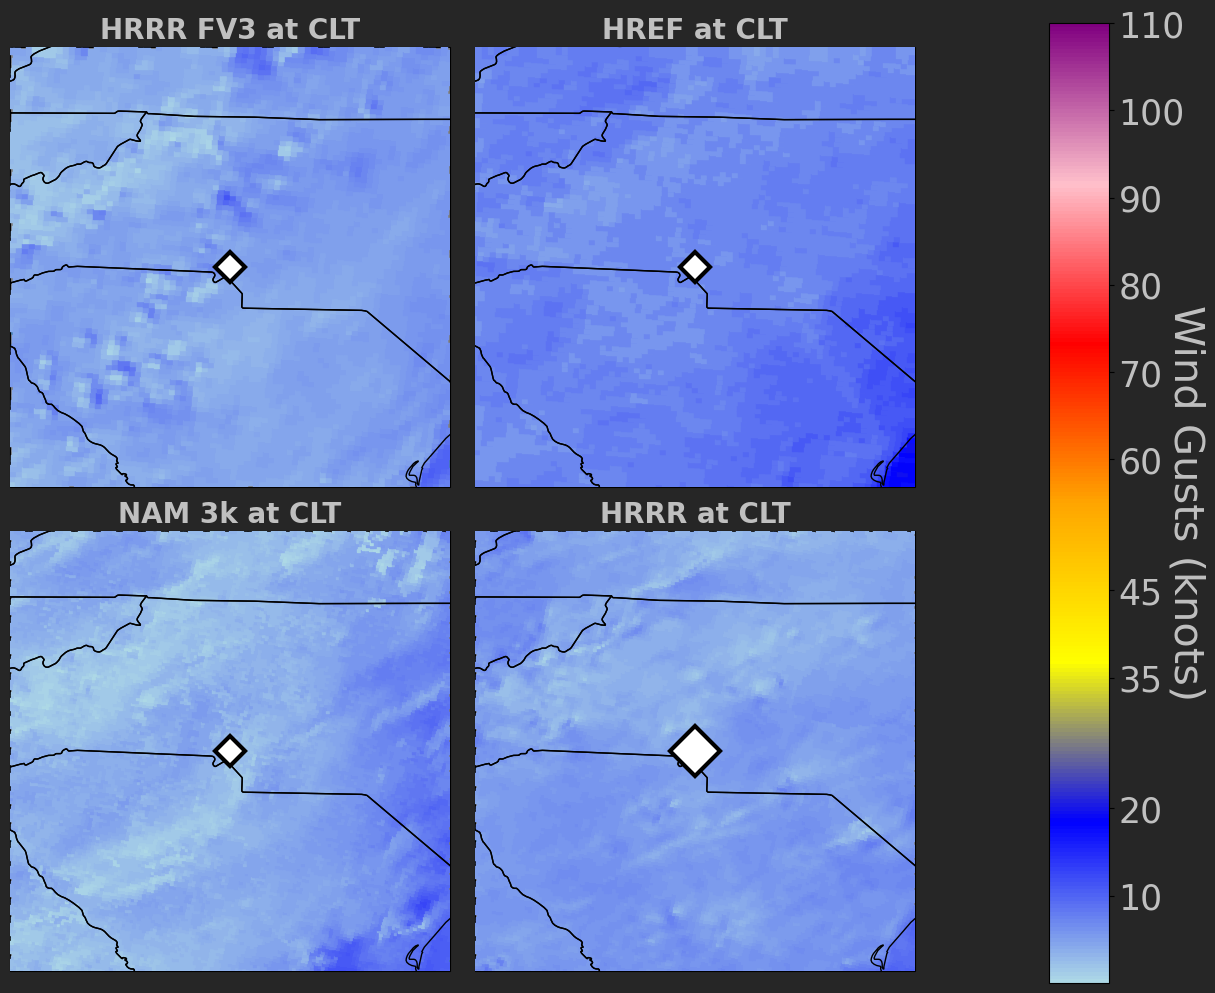 HRRR FV3 at CLT
HREF at CLT
NAM 3k at CLT
HRRR at CLT
110
100
90
80
70
60
45
35
20
10
Wind Gusts (knots)